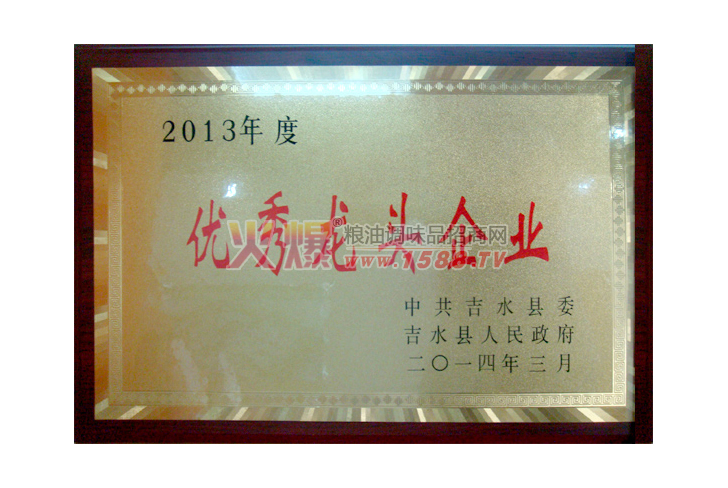 2013年度
优秀龙头企业
火爆®粮油调味品招商网
www.1588.TV
中共吉水县委
吉水县人民政府
二〇一四年三月